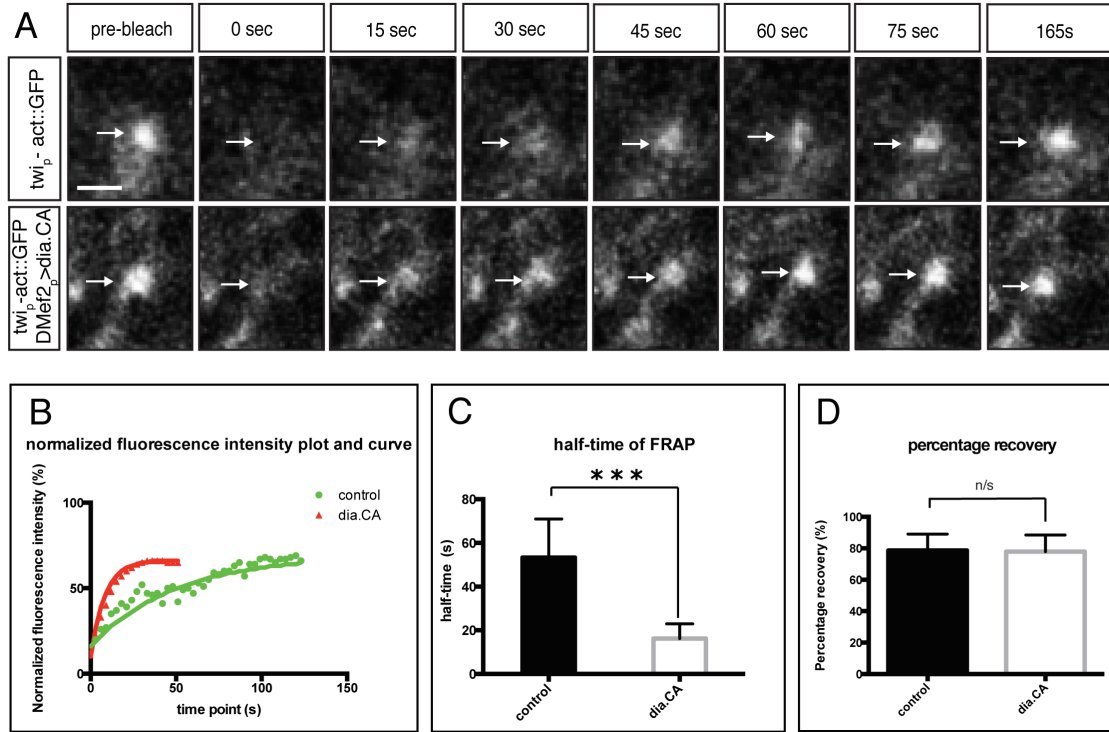 A
pre-bleach 0 sec 15 sec 30 sec 45 sec 60 sec 75 sec 165s
twip- act::GFP
twip-act::GFP
DMef2p>dia.CA
B
normalized fluorescence intensity plot and curve
Normalized fluorescence intensity (%)
100
50
0
0 50 100 150
time point (s)
control
dia.CA
C
half-time of FRAP
***
half-time (s)
80
60
40
20
0
control dia.CA
D
percentage recovery
n/s
Percentage recovery (%)
100
80
60
40
20
0
control dia.CA